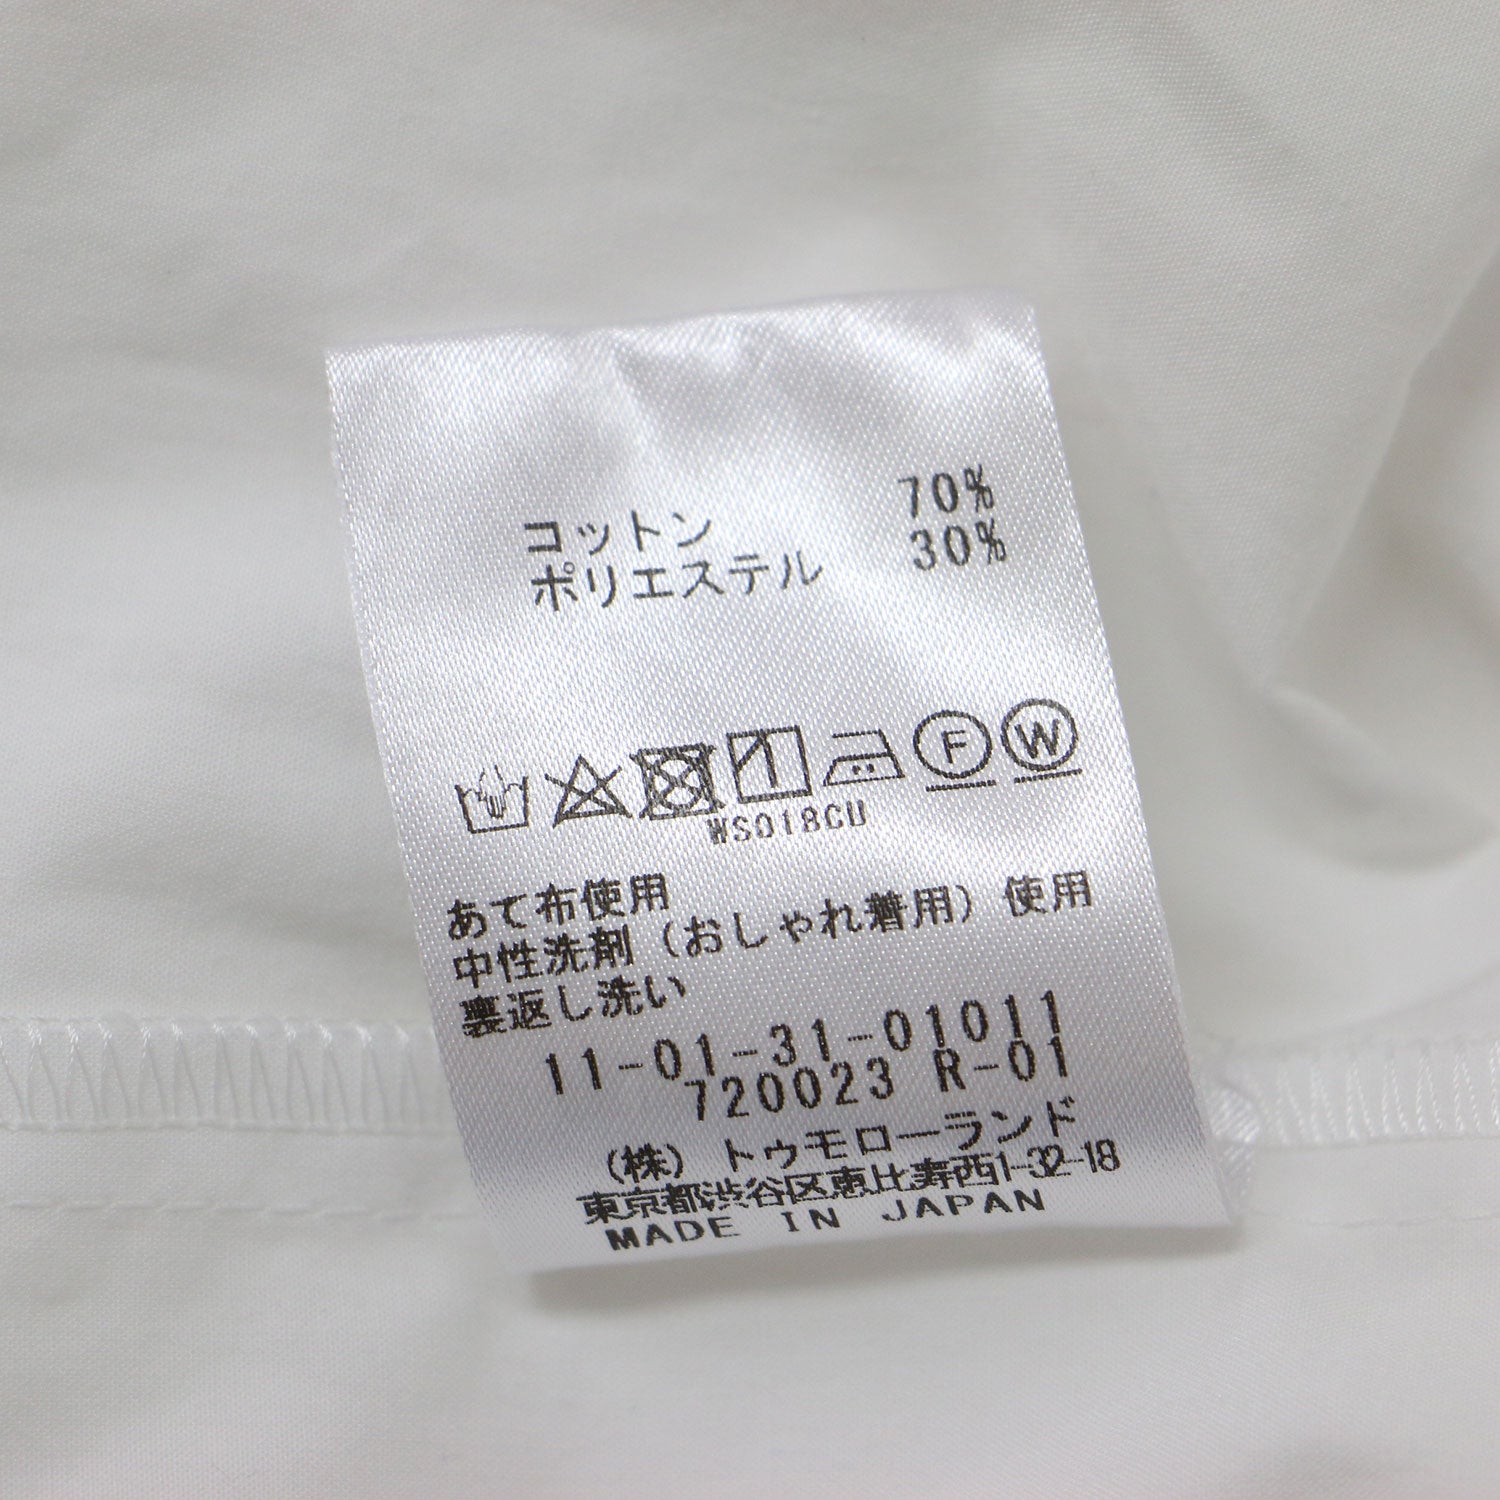 コットン 70%
ポリエステル 30%
F W
WS018CU
あて布使用
中性洗剤（おしゃれ着用）使用
裏返し洗い
11-01-31-01011
720023 R-01
（株）トゥモローランド
東京都渋谷区恵比寿西1-32-18
MADE IN JAPAN